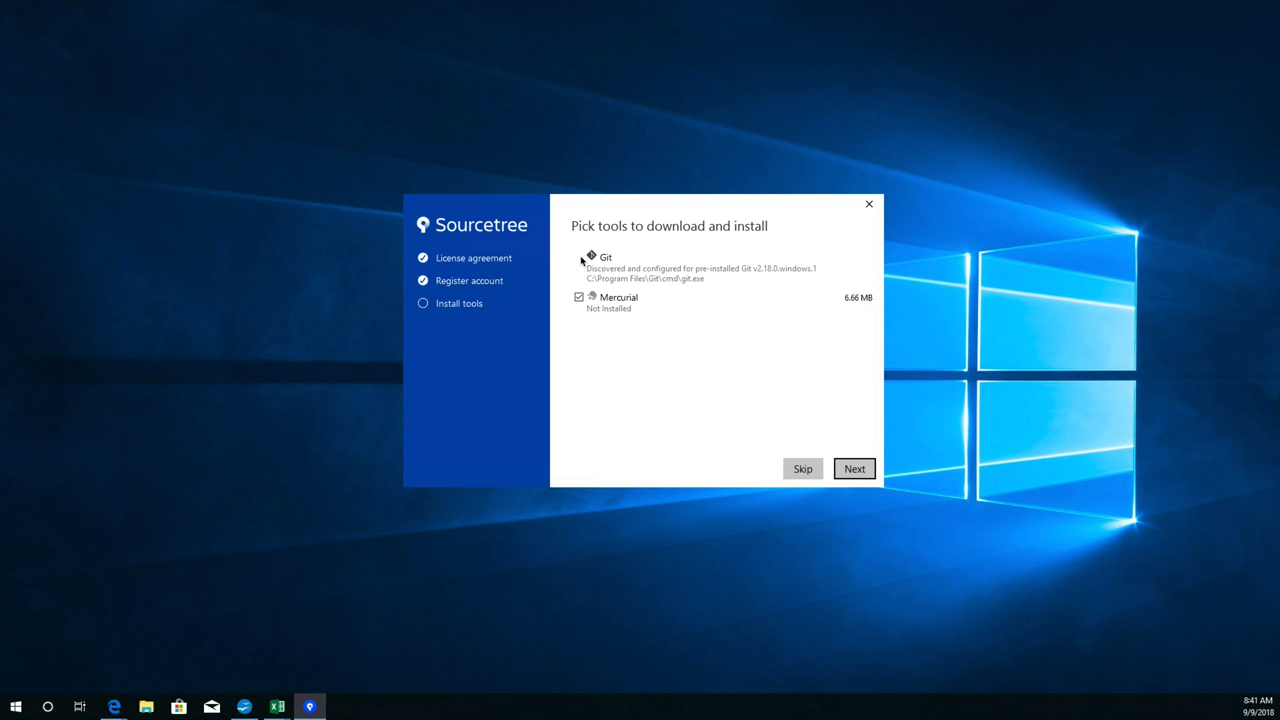 Sourcetree
License agreement
Register account
Install tools
Pick tools to download and install
Git
Discovered and configured for pre-installed Git v2.18.0.windows.1
C:\Program Files\Git\cmd\git.exe
Mercurial 6.66 MB
Not Installed
Skip Next
8:41 AM
9/9/2018